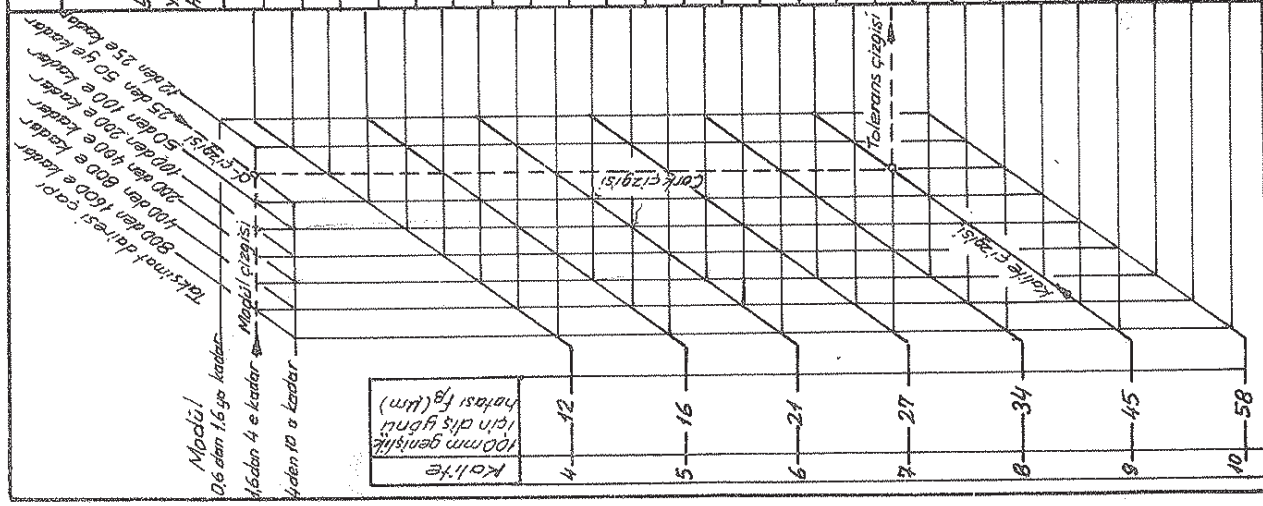 Taksimat dairesi çapı
800 den 1600 e kadar
400 den 800 e kadar
200 den 400 e kadar
100 den 200 e kadar
50 den 100 e kadar
25 den 50 ye kadar
12 den 25 e kadar
Modül
0,6 dan 1,6 ya kadar
1,6 dan 4 e kadar
4 den 10 a kadar
Modül çizgisi
çizgisi
Çark çizgisi
Tolerans çizgisi
Kalite çizgisi
Kalite
100mm genişlik
için diş yönü
hatası fβ (μm)
4 12
5 16
6 21
7 27
8 34
9 45
10 58